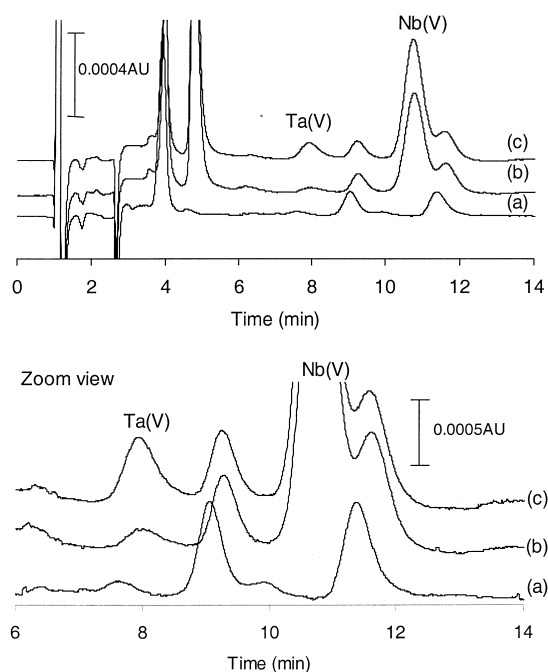 Nb(V)
0.0004AU
Ta(V)
(c)
(b)
(a)
0 2 4 6 8 10 12 14
Time (min)
Zoom view
Nb(V)
Ta(V)
0.0005AU
(c)
(b)
(a)
6 8 10 12 14
Time (min)